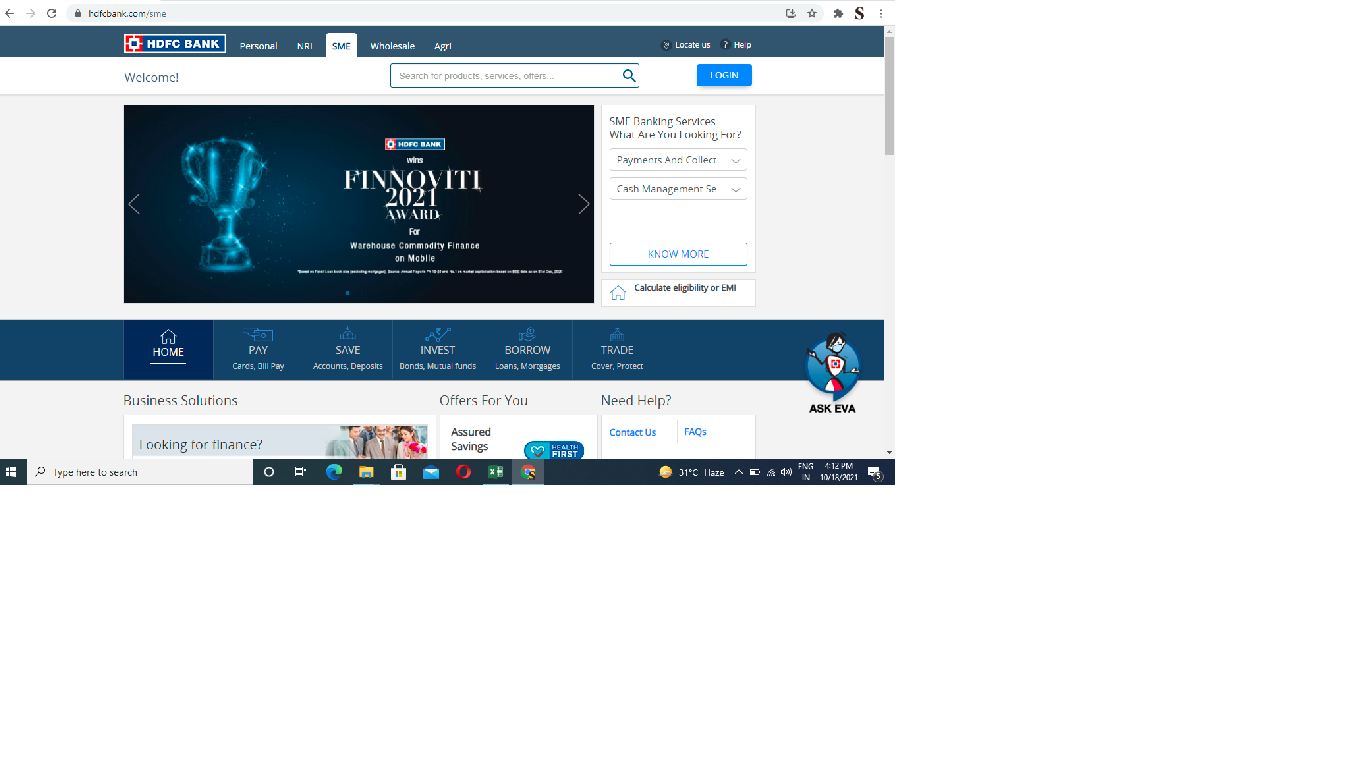 hdfcbank.com/sme
HDFC BANK
Personal
NRI
SME
Wholesale
Agri
Locate us
? Help
Welcome!
Search for products, services, offers...
LOGIN
HDFC BANK
wins
FINNOVITI
2021
AWARD
For
Warehouse Commodity Finance
on Mobile
SME Banking Services
What Are You Looking For?
Payments And Collect
Cash Management Se
KNOW MORE
Calculate eligibility or EMI
HOME
PAY
Cards, Bill Pay
SAVE
Accounts, Deposits
INVEST
Bonds, Mutual funds
BORROW
Loans, Mortgages
TRADE
Cover, Protect
ASK EVA
Business Solutions
Looking for finance?
Offers For You
Assured
Savings
HEALTH
FIRST
Need Help?
Contact Us
FAQs
Type here to search
31°C Haze
ENG
IN
4:12 PM
10/18/2021
5